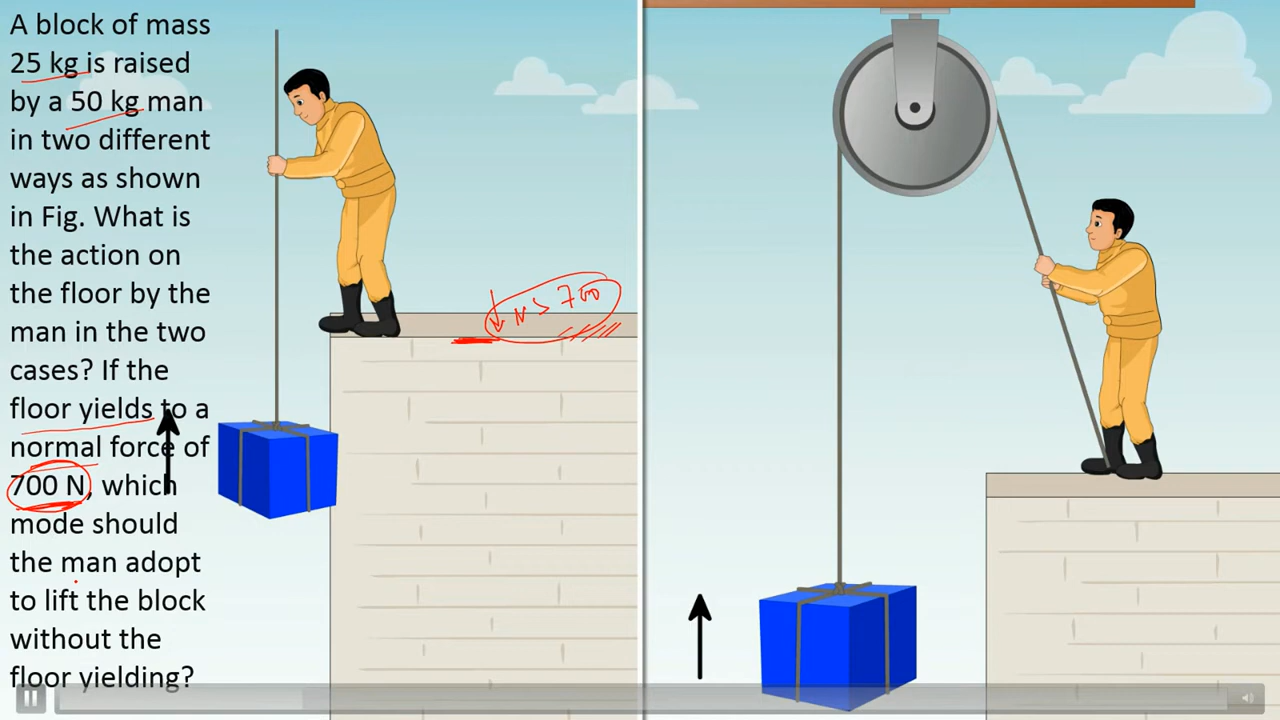 A block of mass
25 kg is raised
by a 50 kg man
in two different
ways as shown
in Fig. What is
the action on
the floor by the
man in the two
cases? If the
floor yields to a
normal force of
700 N, which
mode should
the man adopt
to lift the block
without the
floor yielding?
N > 700